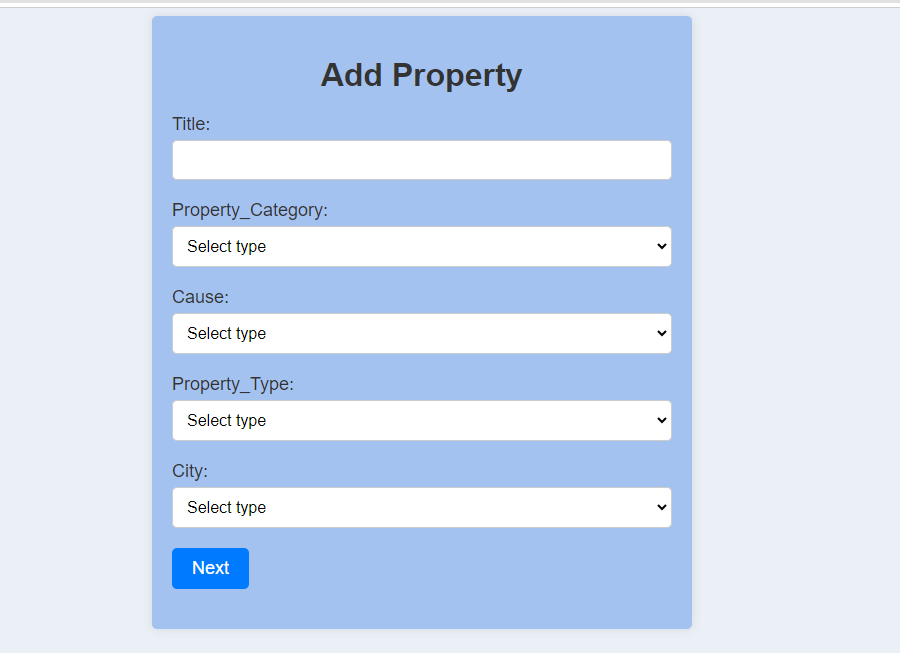 Add Property
Title:
Property_Category:
Select type
Cause:
Select type
Property_Type:
Select type
City:
Select type
Next